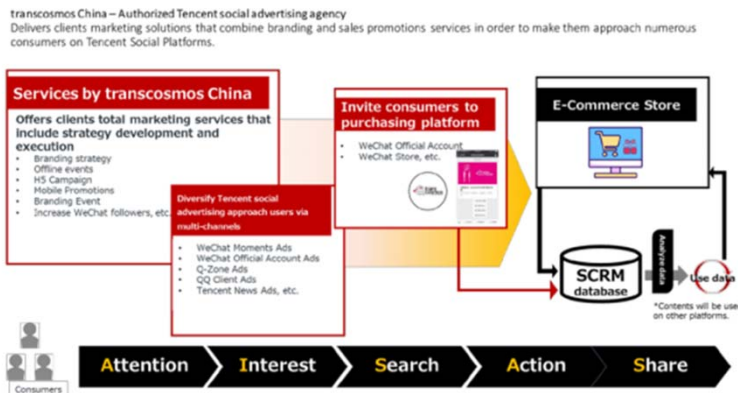 transcosmos China – Authorized Tencent social advertising agency
Delivers clients marketing solutions that combine branding and sales promotions services in order to make them approach numerous
consumers on Tencent Social Platforms.
Services by transcosmos China
Offers clients total marketing services that
include strategy development and
execution
• Branding strategy
• Offline events
• H5 Campaign
• Mobile Promotions
• Branding Event
• Increase WeChat followers, etc.
Diversify Tencent social
advertising approach users via
multi-channels
• WeChat Moments Ads
• WeChat Official Account Ads
• Q-Zone Ads
• QQ Client Ads
• Tencent News Ads, etc.
Invite consumers to
purchasing platform
• WeChat Official Account
• WeChat Store, etc.
E-Commerce Store
SCRM
database
Analyze data
Use data
*Contents will be use
on other platforms.
Consumers
Attention
Interest
Search
Action
Share